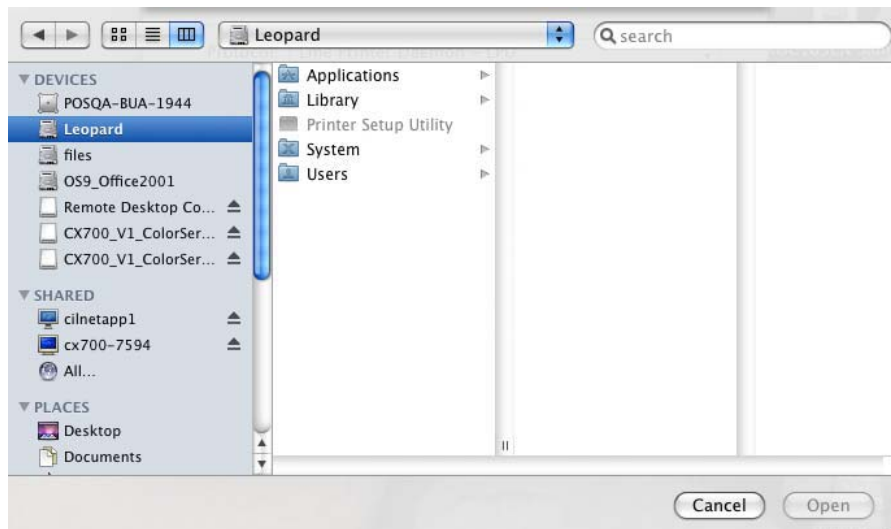 Leopard
search
DEVICES
POSQA-BUA-1944
Leopard
files
OS9_Office2001
Remote Desktop Co...
CX700_V1_ColorSer...
CX700_V1_ColorSer...
SHARED
cilnetapp1
cx700-7594
All...
PLACES
Desktop
Documents
Applications
Library
Printer Setup Utility
System
Users
Cancel
Open